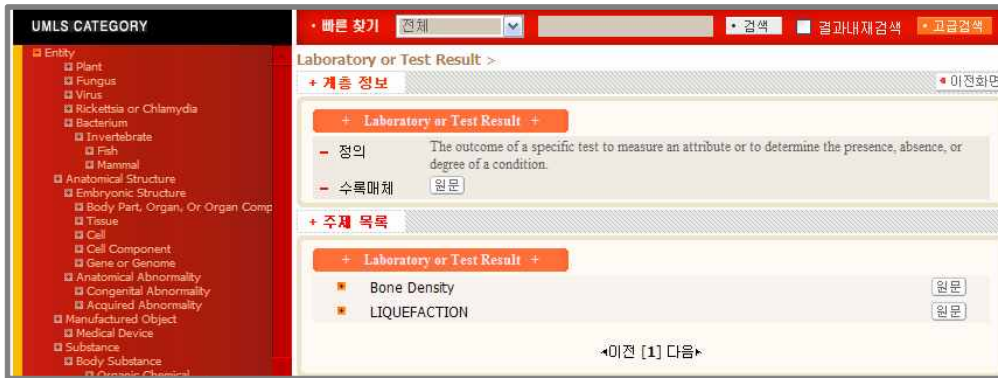 UMLS CATEGORY
Entity
Plant
Fungus
Virus
Rickettsia or Chlamydia
Bacterium
Invertebrate
Fish
Mammal
Anatomical Structure
Embryonic Structure
Body Part, Organ, Or Organ Comp
Tissue
Cell
Cell Component
Gene or Genome
Anatomical Abnormality
Congenital Abnormality
Acquired Abnormality
Manufactured Object
Medical Device
Substance
Body Substance
Organic Chemical
• 빠른 찾기 전체 • 검색 결과내재검색 • 고급검색
Laboratory or Test Result >
+ 계층 정보 이전화면
+ Laboratory or Test Result +
− 정의 The outcome of a specific test to measure an attribute or to determine the presence, absence, or
degree of a condition.
− 수록매체 원문
+ 주제 목록
+ Laboratory or Test Result +
Bone Density 원문
LIQUEFACTION 원문
◂이전 [1] 다음▸